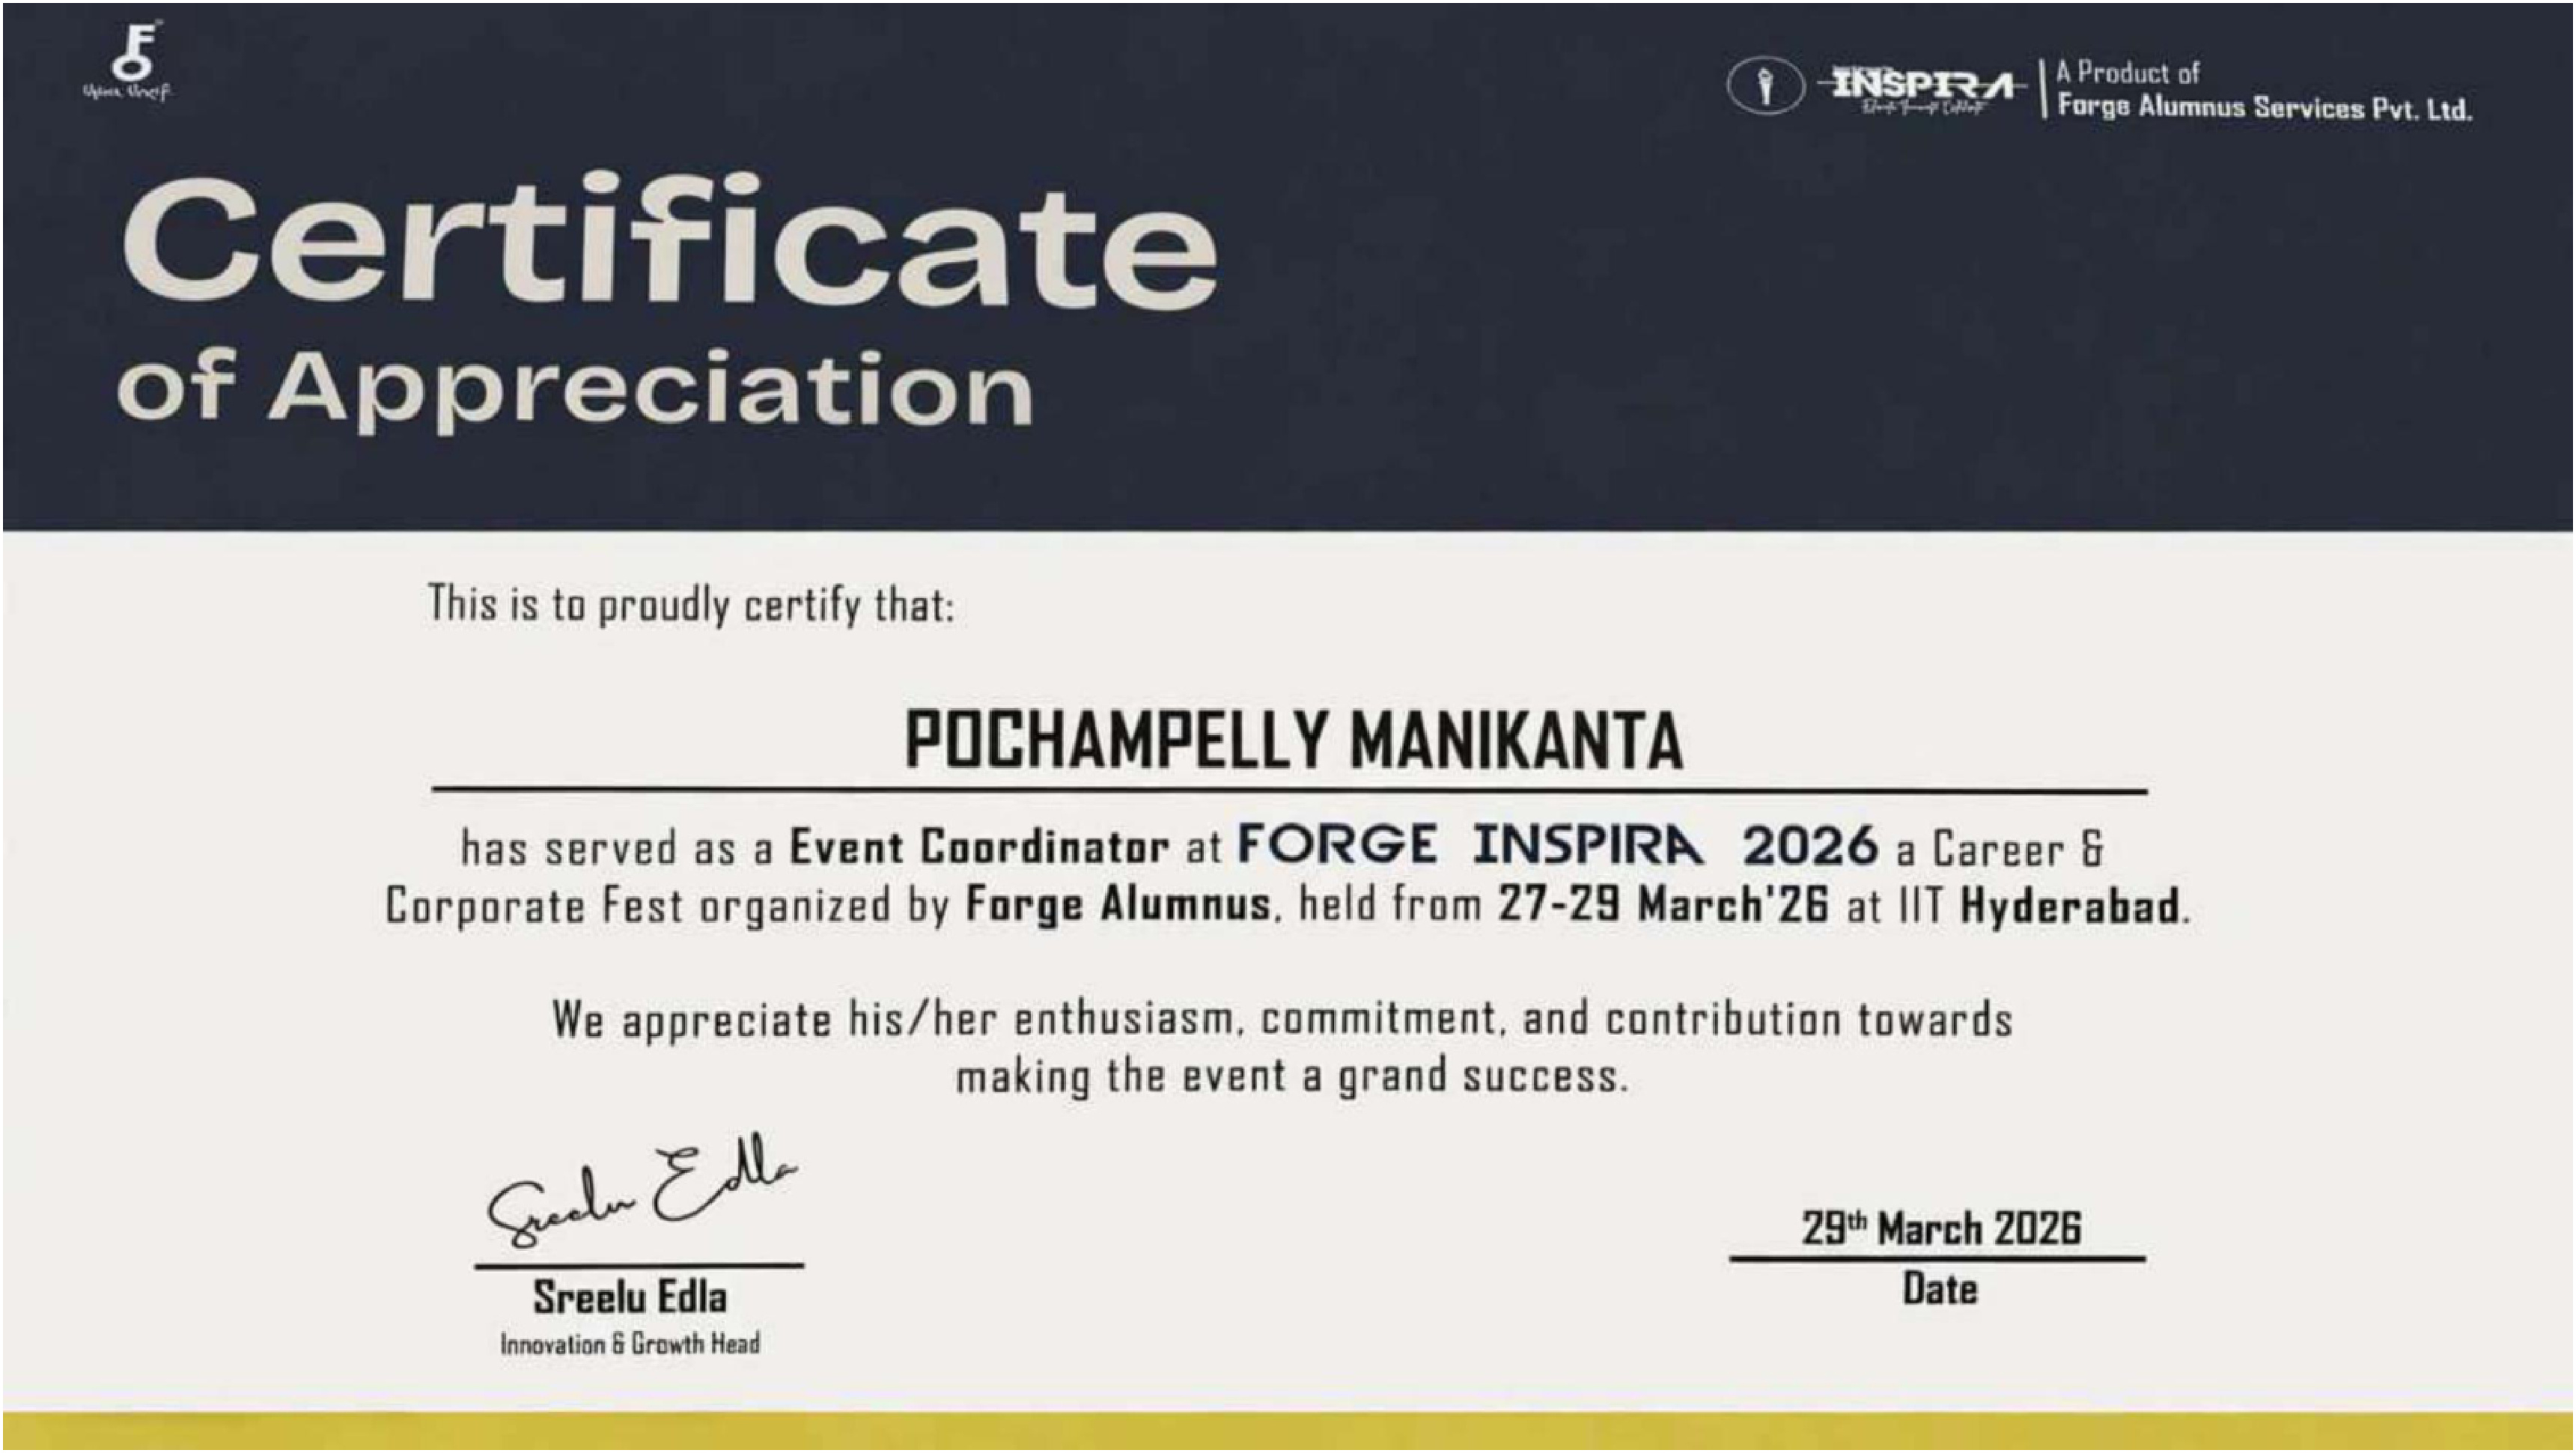 INSPIRA
A Product of
Forge Alumnus Services Pvt. Ltd.
Certificate
of Appreciation
This is to proudly certify that:
POCHAMPELLY MANIKANTA
has served as a Event Coordinator at FORGE INSPIRA 2026 a Career &
Corporate Fest organized by Forge Alumnus, held from 27-29 March'26 at IIT Hyderabad.
We appreciate his/her enthusiasm, commitment, and contribution towards
making the event a grand success.
Sreelu Edla
29th March 2026
Sreelu Edla
Date
Innovation & Growth Head